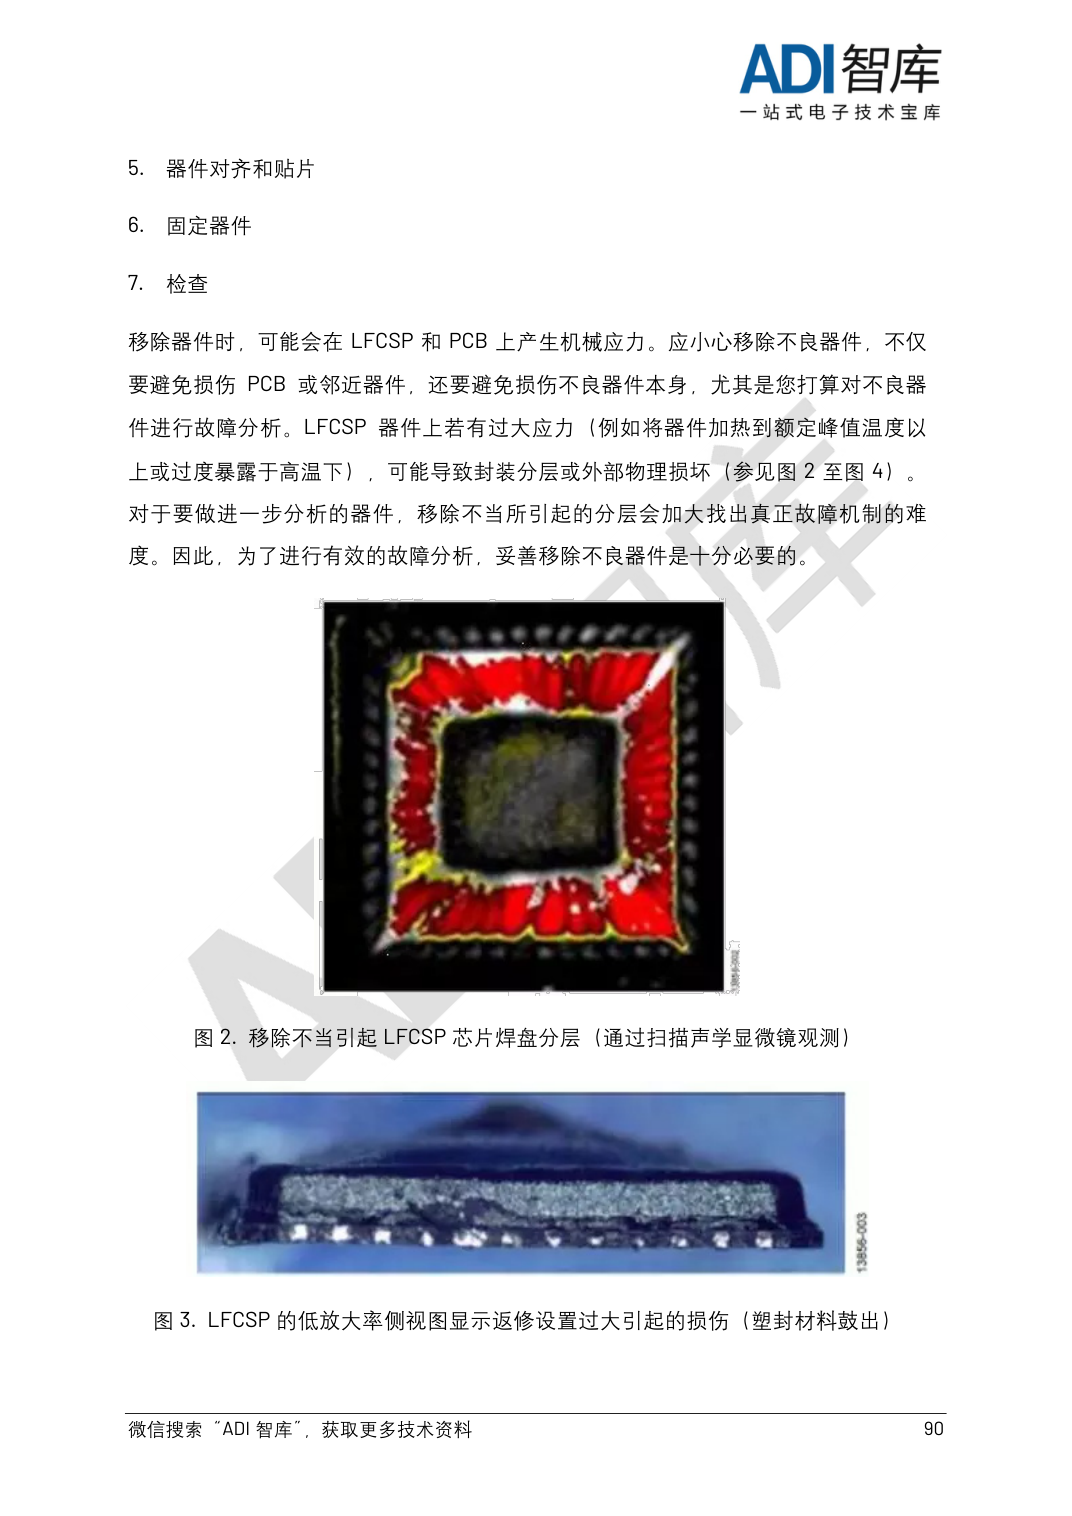 ADI智库
一站式电子技术宝库
5. 器件对齐和贴片
6. 固定器件
7. 检查
移除器件时，可能会在 LFCSP 和 PCB 上产生机械应力。应小心移除不良器件，不仅
要避免损伤 PCB 或邻近器件，还要避免损伤不良器件本身，尤其是您打算对不良器
件进行故障分析。LFCSP 器件上若有过大应力（例如将器件加热到额定峰值温度以
上或过度暴露于高温下），可能导致封装分层或外部物理损坏（参见图 2 至图 4）。
对于要做进一步分析的器件，移除不当所引起的分层会加大找出真正故障机制的难
度。因此，为了进行有效的故障分析，妥善移除不良器件是十分必要的。
13856-002
图 2. 移除不当引起 LFCSP 芯片焊盘分层（通过扫描声学显微镜观测）
13856-003
图 3. LFCSP 的低放大率侧视图显示返修设置过大引起的损伤（塑封材料鼓出）
微信搜索“ADI 智库”，获取更多技术资料 90